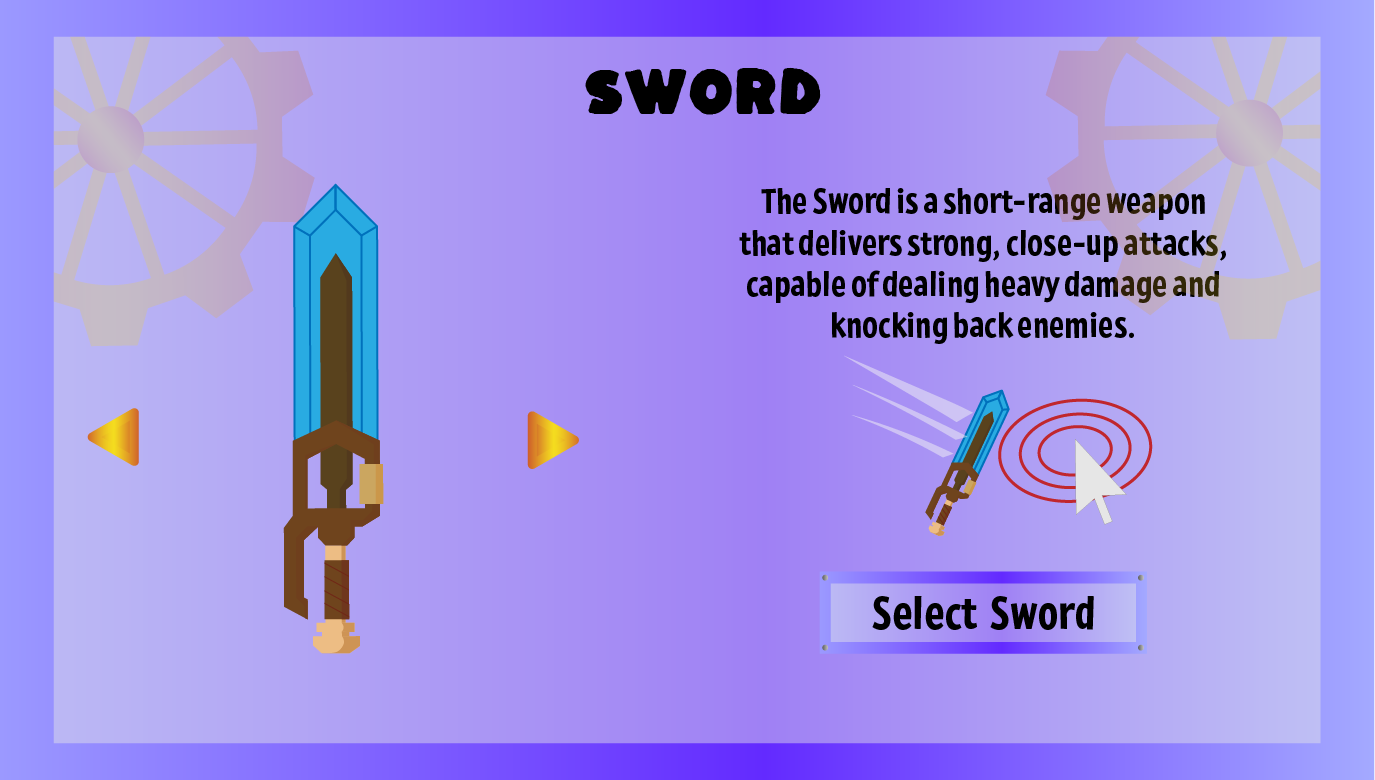 SWORD
The Sword is a short-range weapon
that delivers strong, close-up attacks,
capable of dealing heavy damage and
knocking back enemies.
Select Sword